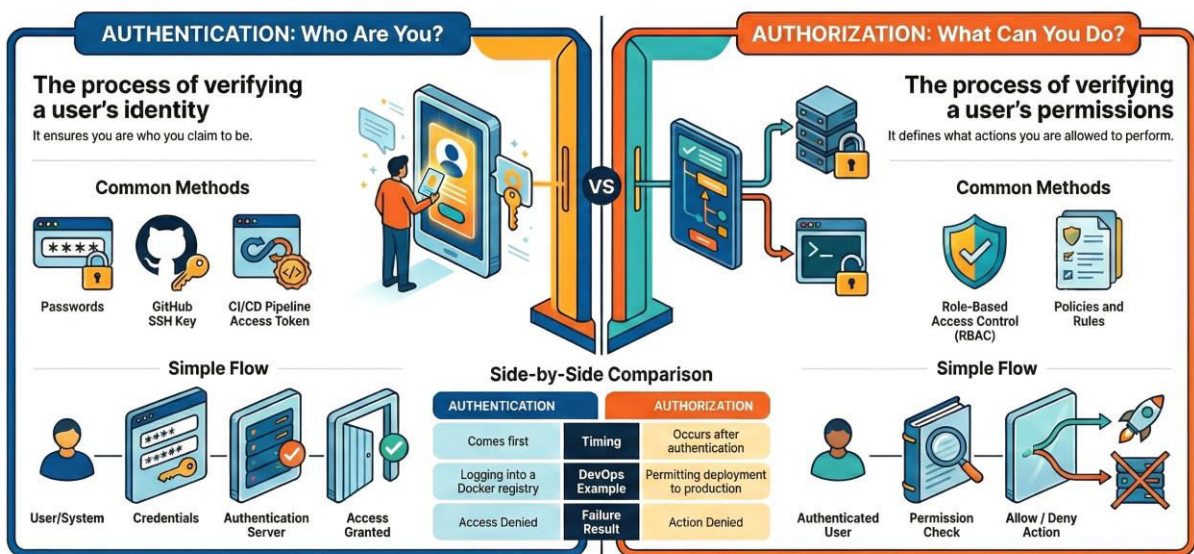 AUTHENTICATION: Who Are You?
The process of verifying
a user's identity
It ensures you are who you claim to be.
Common Methods
****
Passwords
GitHub
SSH Key
</>
CI/CD Pipeline
Access Token
Simple Flow
****
*****
User/System
Credentials
Authentication
Server
Access
Granted
VS
AUTHORIZATION: What Can You Do?
The process of verifying
a user's permissions
It defines what actions you are allowed to perform.
>_
Common Methods
Role-Based
Access Control
(RBAC)
Policies and
Rules
Simple Flow
Authenticated
User
Permission
Check
Allow / Deny
Action
Side-by-Side Comparison
AUTHENTICATION
AUTHORIZATION
Comes first
Timing
Occurs after
authentication
Logging into a
Docker registry
DevOps
Example
Permitting deployment
to production
Access Denied
Failure
Result
Action Denied